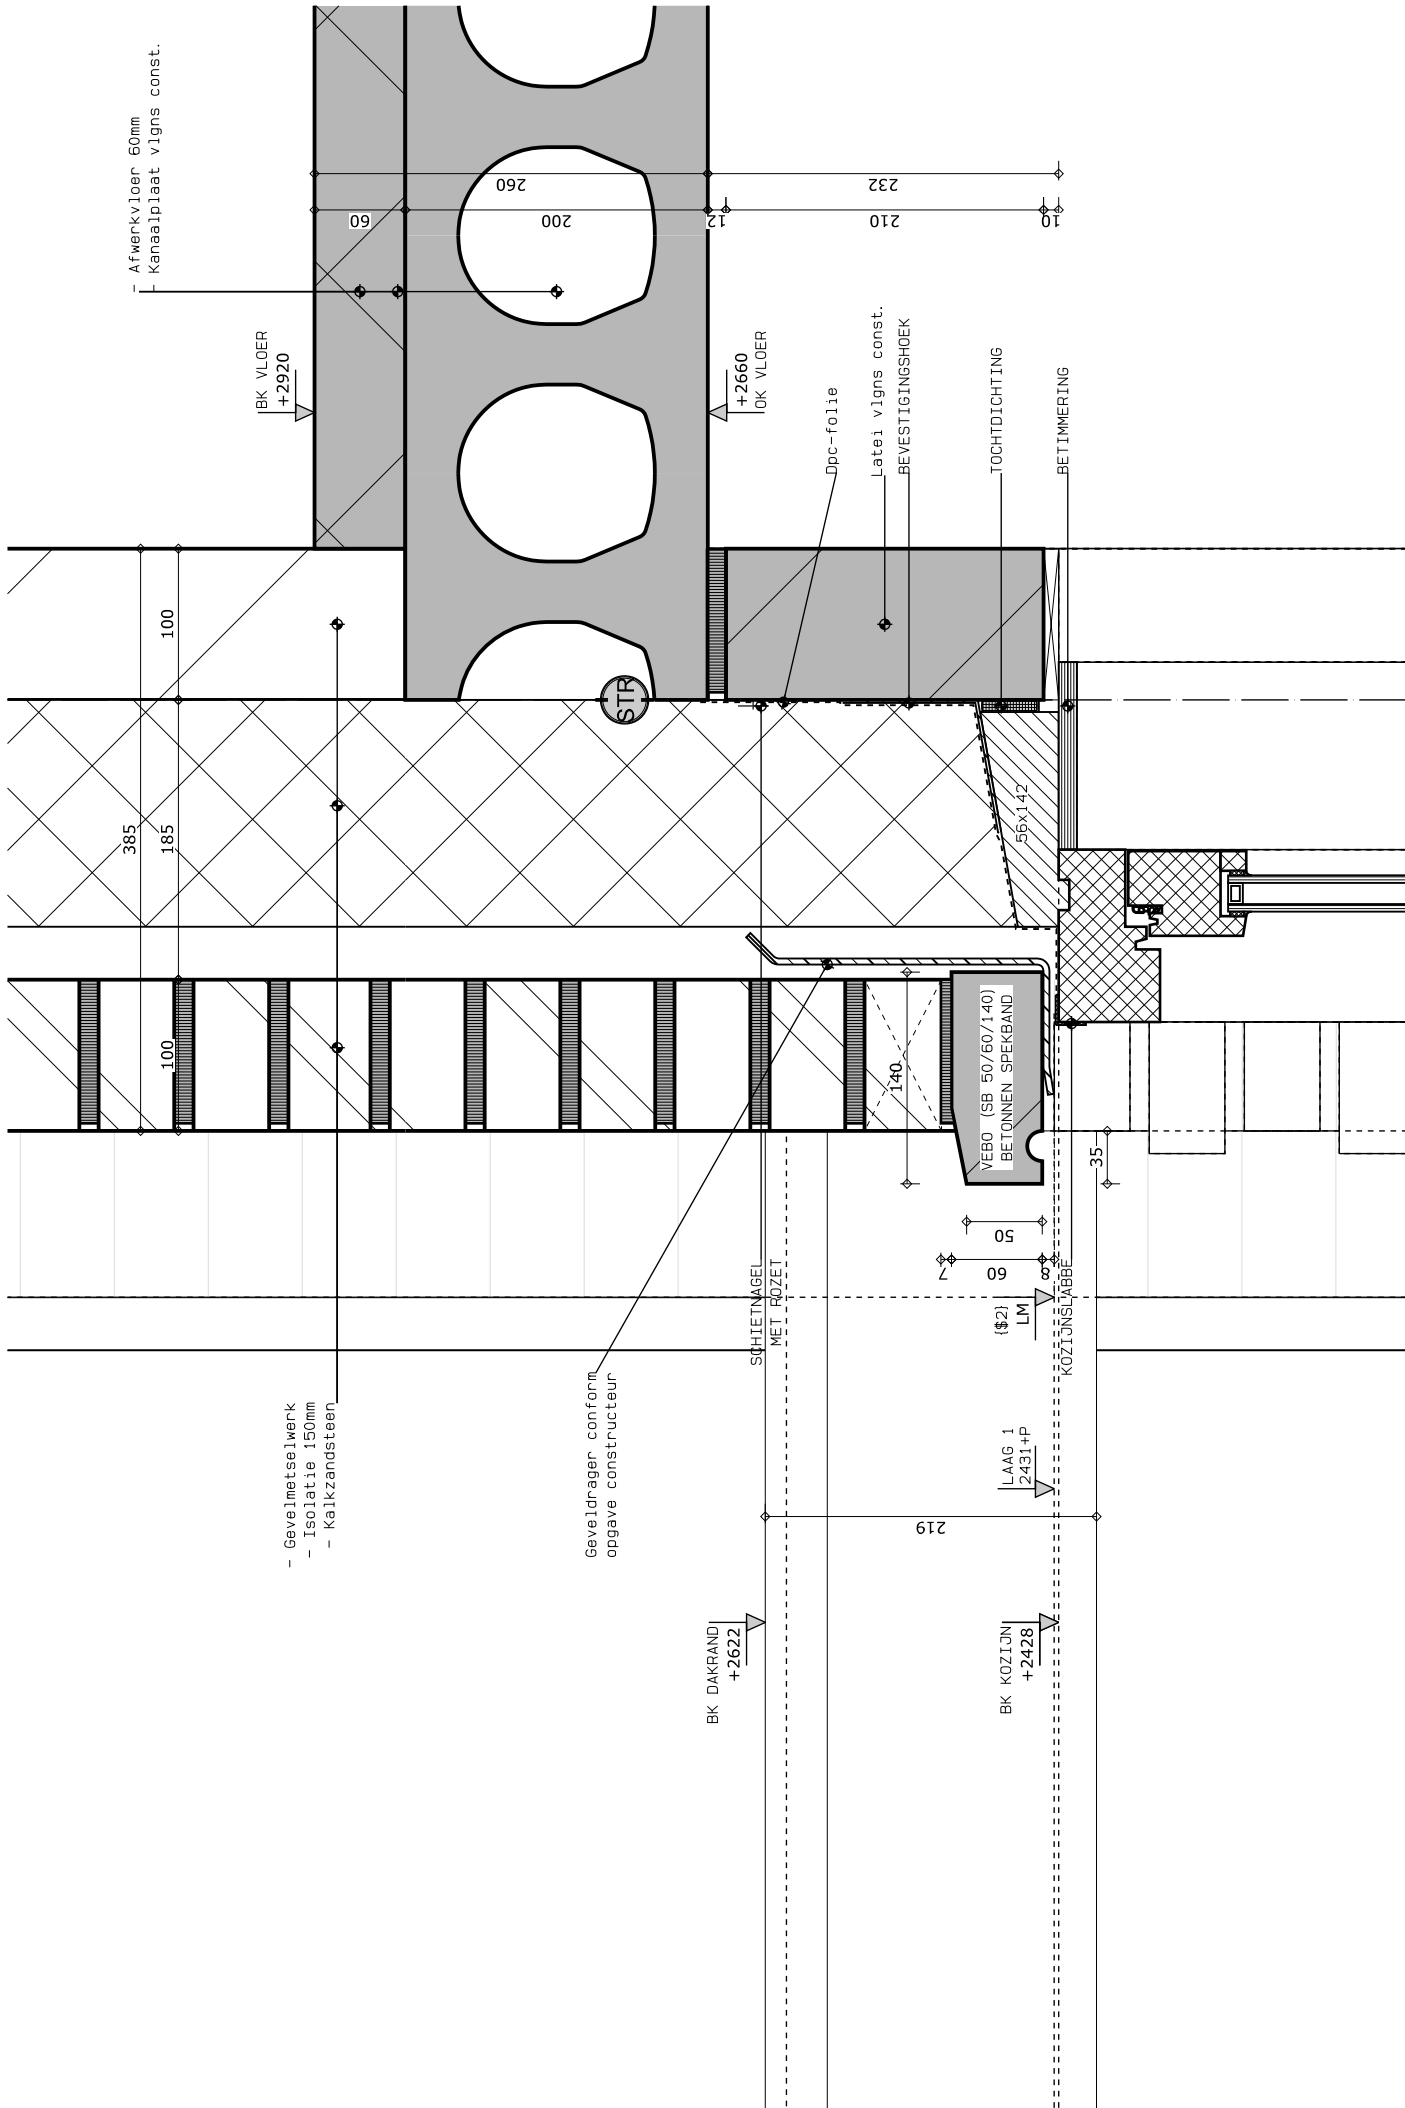 - Afwerkvloer 60mm
- Kanaalplaat vlgns const.
BK VLOER
+2920
+2660
OK VLOER
260
232
60
200
12
210
10
Dpc-folie
Latei vlgns const.
BEVESTIGINGSHOEK
TOCHTDICHTING
BETIMMERING
100
385
185
100
STR
56x142
140
VEBO (SB 50/60/140)
BETONNEN SPEKBAND
35
50
7
60
8
SCHIETNAGEL
MET ROZET
{$2}
LM
KOZIJNSLABBE
- Gevelmetselwerk
- Isolatie 150mm
- Kalkzandsteen
Geveldrager conform
opgave constructeur
LAAG 1
2431+P
219
BK DAKRAND
+2622
BK KOZIJN
+2428